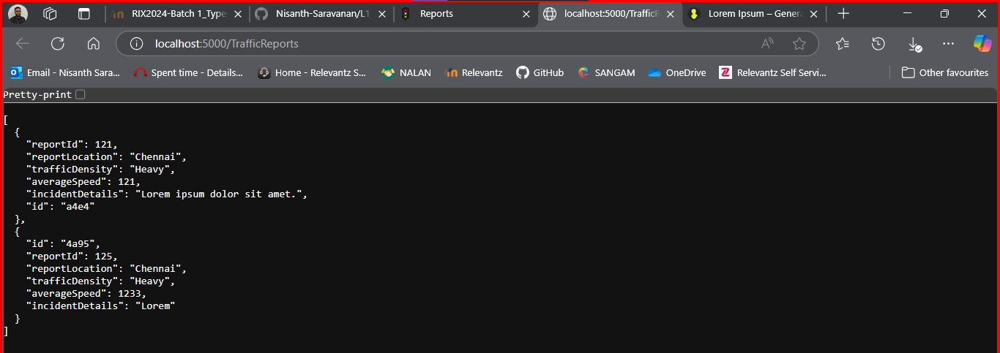 RIX2024-Batch 1_Type
Nisanth-Saravanan/L1_
Reports
localhost:5000/TrafficR
Lorem Ipsum – Genera
localhost:5000/TrafficReports
Email - Nisanth Sara...
Spent time - Details...
Home - Relevantz S...
NALAN
Relevantz
GitHub
SANGAM
OneDrive
Relevantz Self Servi...
Other favourites
Pretty-print
[
  {
    "reportId": 121,
    "reportLocation": "Chennai",
    "trafficDensity": "Heavy",
    "averageSpeed": 121,
    "incidentDetails": "Lorem ipsum dolor sit amet.",
    "id": "a4e4"
  },
  {
    "id": "4a95",
    "reportId": 125,
    "reportLocation": "Chennai",
    "trafficDensity": "Heavy",
    "averageSpeed": 1233,
    "incidentDetails": "Lorem"
  }
]